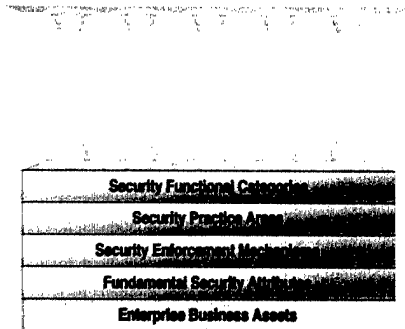 Security Functional Categories
Security Practice Areas
Security Enforcement Mechanisms
Fundamental Security Attributes
Enterprise Business Assets